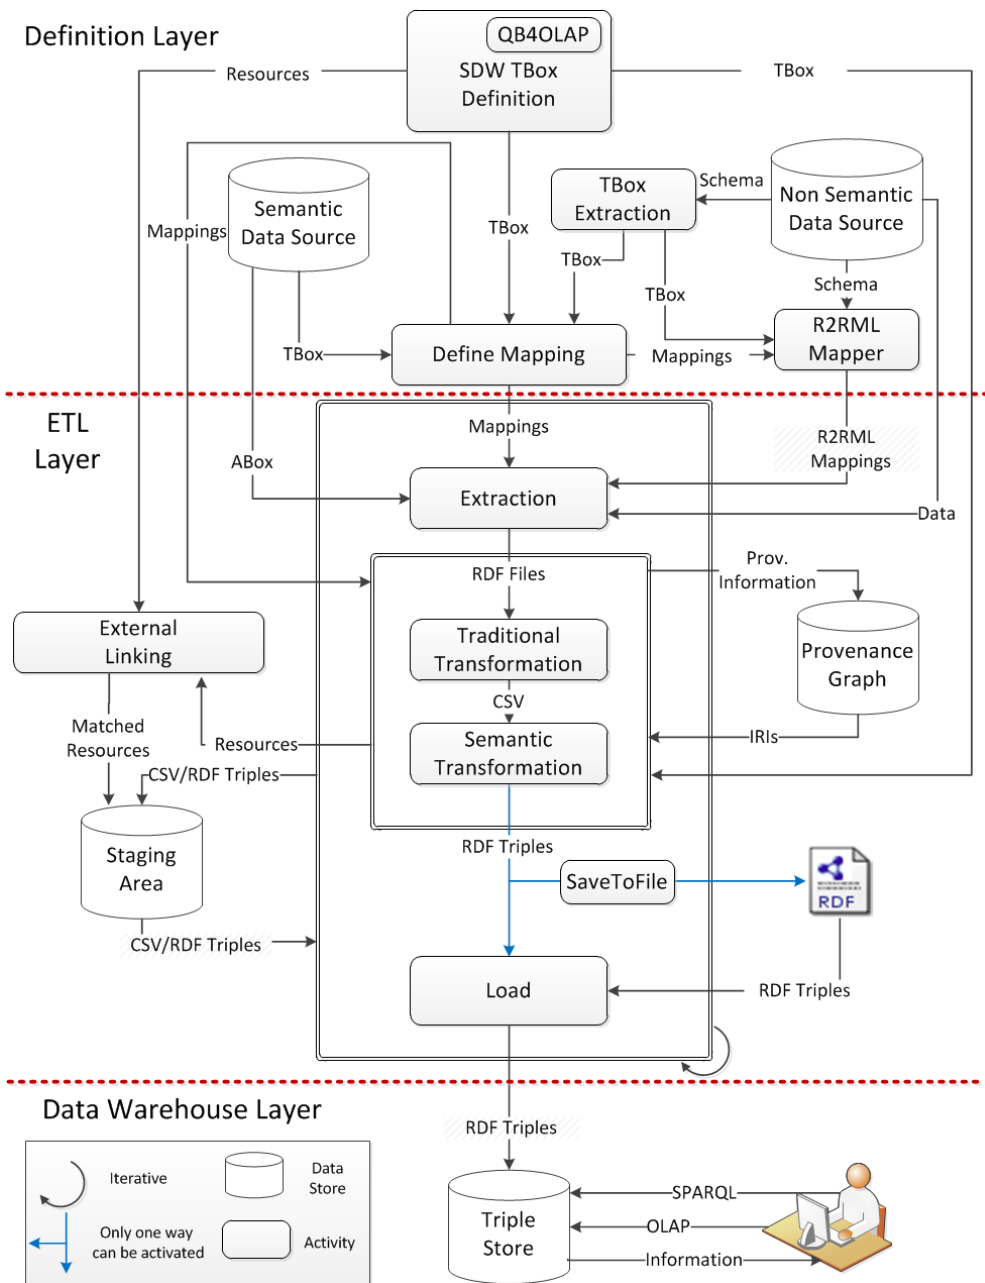 Definition Layer
QB4OLAP
SDW TBox
Definition
Resources
TBox
Semantic
Data Source
Mappings
TBox
TBox
Extraction
Schema
Non Semantic
Data Source
TBox
TBox
Schema
TBox
Define Mapping
Mappings
R2RML
Mapper
ETL
Layer
Mappings
R2RML
Mappings
ABox
Extraction
Data
RDF Files
Prov.
Information
External
Linking
Traditional
Transformation
Provenance
Graph
CSV
Matched
Resources
Resources
Semantic
Transformation
IRIs
CSV/RDF Triples
Staging
Area
RDF Triples
SaveToFile
RDF
CSV/RDF Triples
Load
RDF Triples
Data Warehouse Layer
RDF Triples
Iterative
Data
Store
Only one way
can be activated
Activity
Triple
Store
SPARQL
OLAP
Information